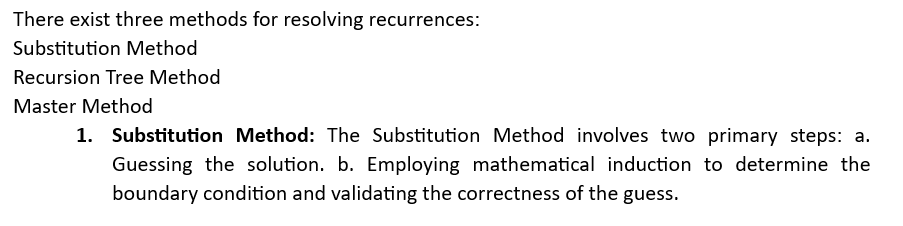 There exist three methods for resolving recurrences:
Substitution Method
Recursion Tree Method
Master Method
1. Substitution Method: The Substitution Method involves two primary steps: a.
Guessing the solution. b. Employing mathematical induction to determine the
boundary condition and validating the correctness of the guess.